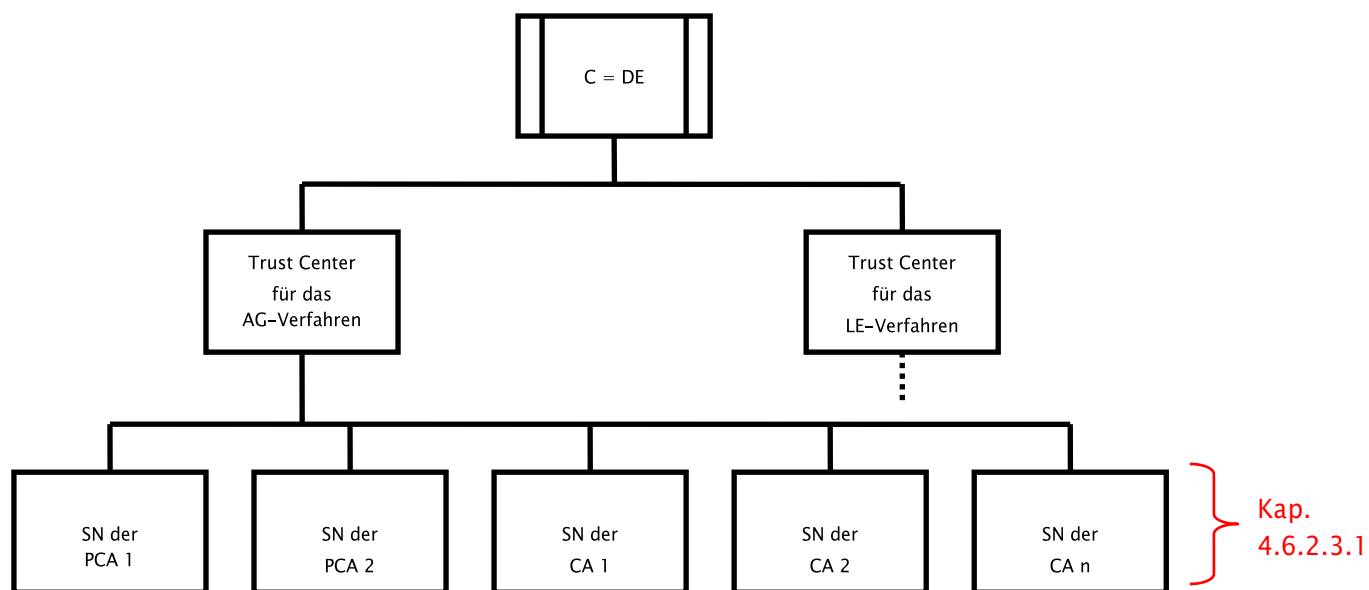 C = DE
Trust Center
für das
AG–Verfahren
Trust Center
für das
LE–Verfahren
SN der
PCA 1
SN der
PCA 2
SN der
CA 1
SN der
CA 2
SN der
CA n
Kap.
4.6.2.3.1